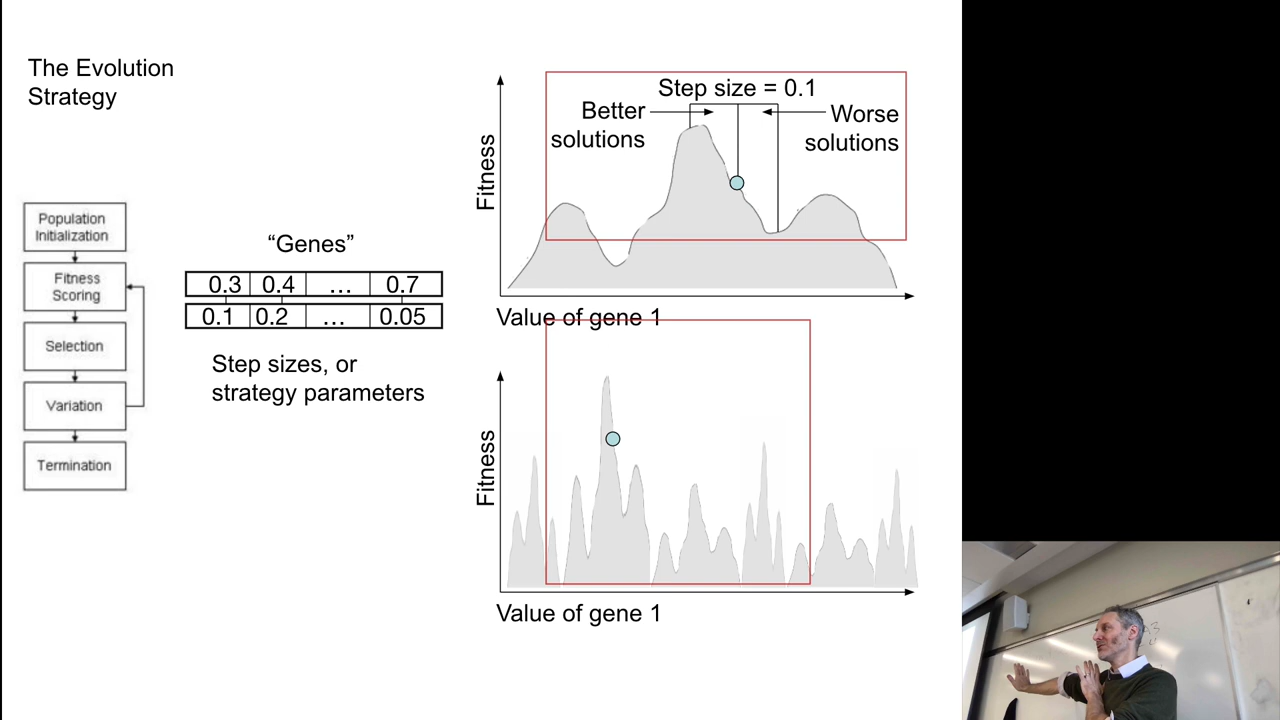 The Evolution
Strategy
Population
Initialization
Fitness
Scoring
Selection
Variation
Termination
“Genes”
0.3 0.4 … 0.7
0.1 0.2 … 0.05
Step sizes, or
strategy parameters
Step size = 0.1
Better
solutions
Worse
solutions
Fitness
Value of gene 1
Fitness
Value of gene 1